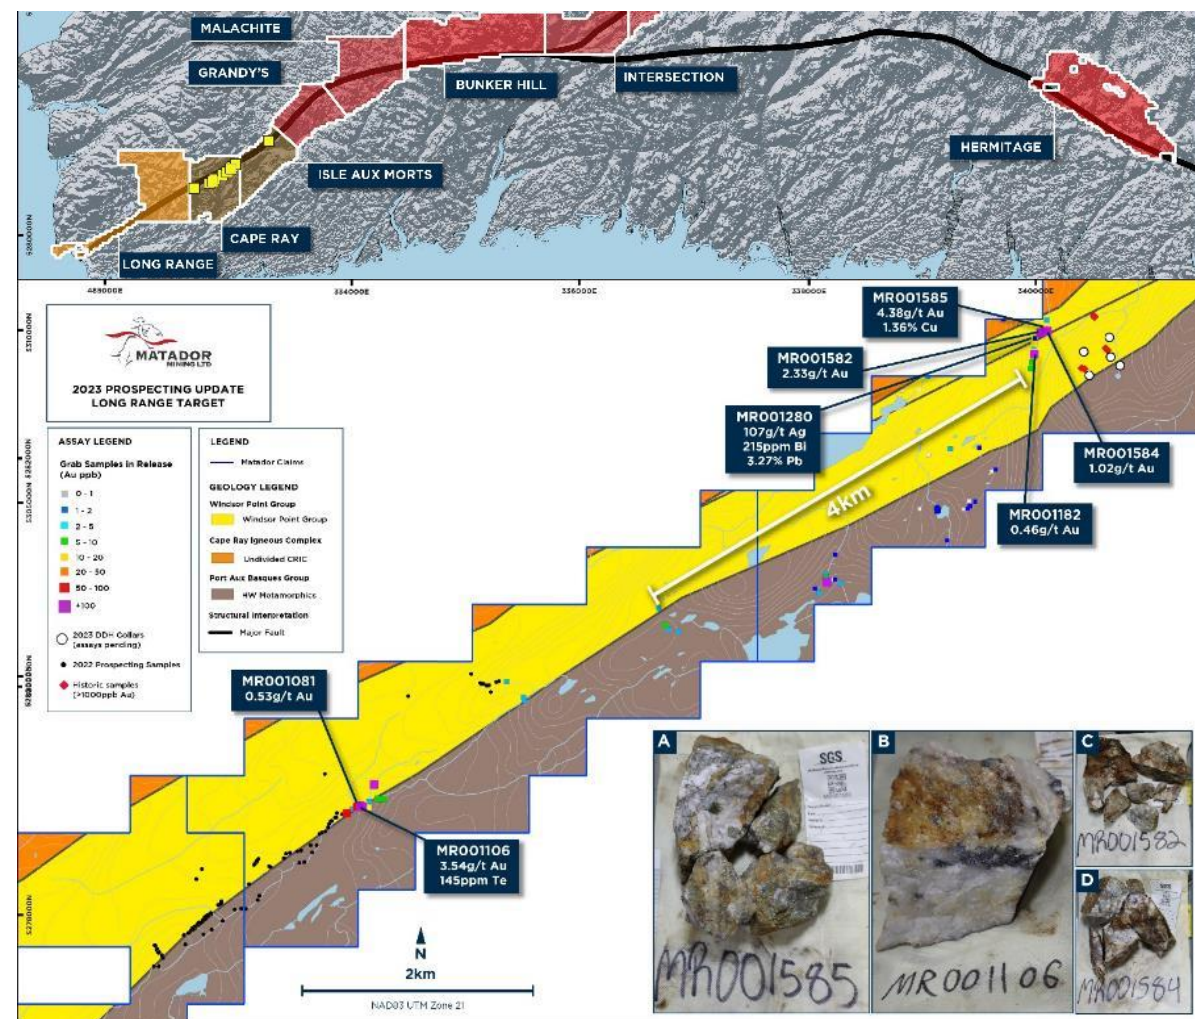 MALACHITE
GRANDY'S
BUNKER HILL
INTERSECTION
HERMITAGE
ISLE AUX MORTS
CAPE RAY
LONG RANGE
334000E
336000E
340000E
5310000N
MATADOR
MINING LTD
2023 PROSPECTING UPDATE
LONG RANGE TARGET
ASSAY LEGEND
Grab Samples in Release
(Au ppb)
0 - 1
1 - 2
2 - 5
5 - 10
10 - 20
20 - 50
50 - 100
+100
2023 DDH Collars
(assays pending)
2022 Prospecting Samples
Historic samples
(>1000ppb Au)
LEGEND
Matador Claims
GEOLOGY LEGEND
Windsor Point Group
Windsor Point Group
Cape Ray Igneous Complex
Undivided CRIC
Port Aux Basques Group
HW Metamorphics
Structural Interpretation
Major Fault
MR001585
4.38g/t Au
1.36% Cu
MR001582
2.33g/t Au
MR001280
107g/t Ag
215ppm Bi
3.27% Pb
MR001584
1.02g/t Au
MR001182
0.46g/t Au
4km
MR001081
0.53g/t Au
MR001106
3.54g/t Au
145ppm Te
N
2km
NAD83 UTM Zone 21
A
SGS
MR001585
B
MR001106
C
MR001582
D
MR001584